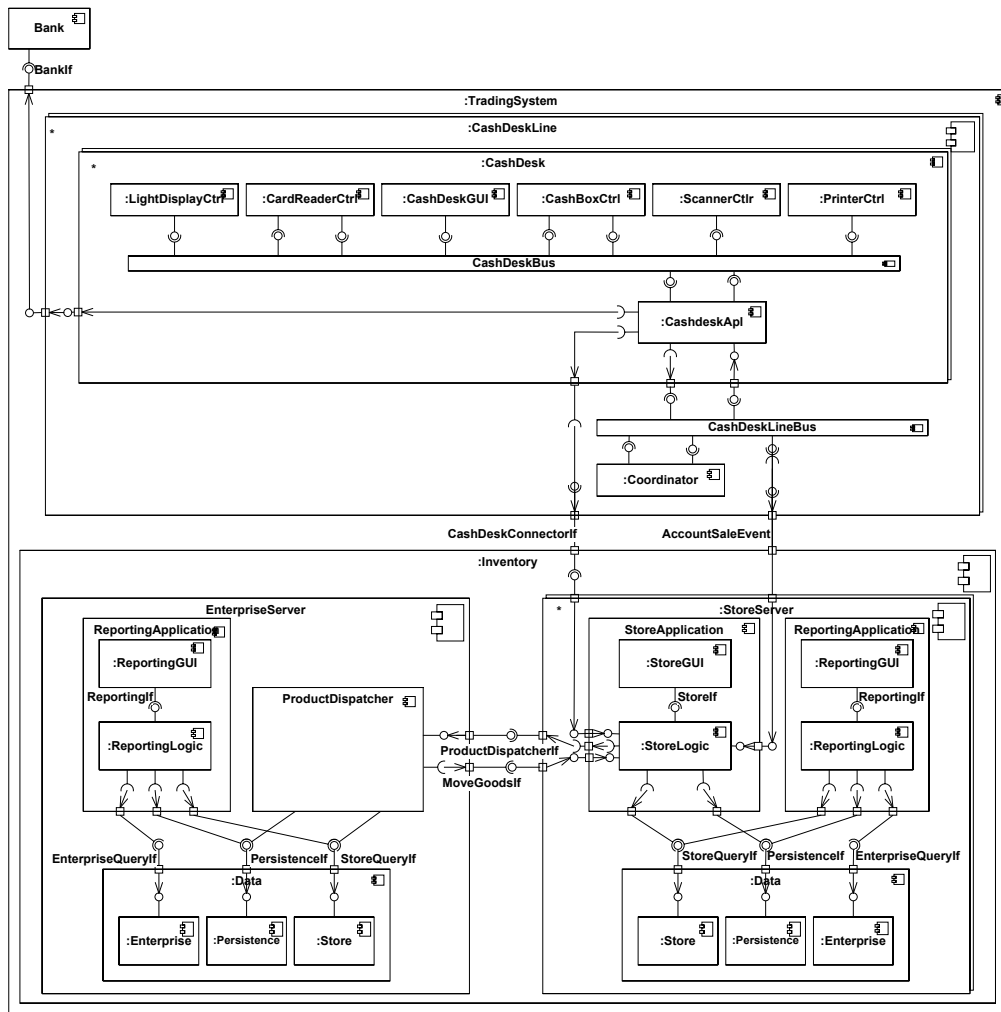 Bank
BankIf
:TradingSystem
*
:CashDeskLine
*
:CashDesk
:LightDisplayCtrl
:CardReaderCtrl
:CashDeskGUI
:CashBoxCtrl
:ScannerCtlr
:PrinterCtrl
CashDeskBus
:CashdeskApl
CashDeskLineBus
:Coordinator
CashDeskConnectorIf
AccountSaleEvent
:Inventory
EnterpriseServer
*
:StoreServer
ReportingApplication
StoreApplication
ReportingApplication
:ReportingGUI
:StoreGUI
:ReportingGUI
ReportingIf
ProductDispatcher
StoreIf
ReportingIf
:ReportingLogic
:StoreLogic
:ReportingLogic
ProductDispatcherIf
MoveGoodsIf
EnterpriseQueryIf
PersistenceIf
StoreQueryIf
StoreQueryIf
PersistenceIf
EnterpriseQueryIf
:Data
:Data
:Enterprise
:Persistence
:Store
:Store
:Persistence
:Enterprise